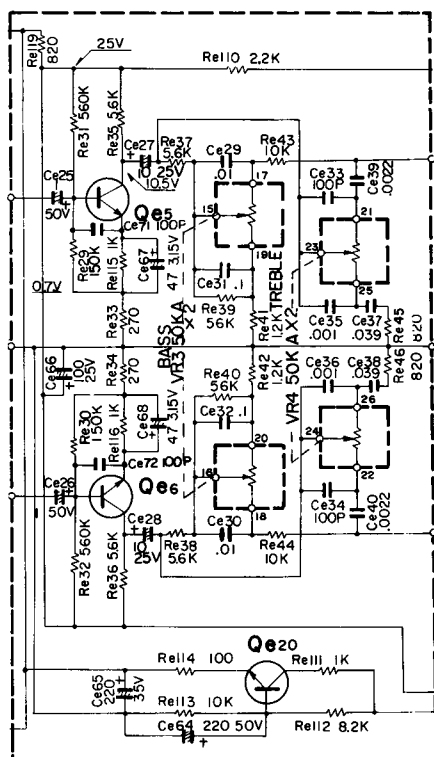 Re119
820
25V
Re110 2.2K
Re31 560K
Re35 5.6K
Ce27
10 25V
10.5V
Re37
5.6K
Ce29
.01
Re43
10K
Ce33
100P
Ce39
.0022
Ce25
50V
Qe5
17
15
19
21
23
25
Ce71 100P
Re29
150K
Re115 1K
Ce67
47 3.15V
Ce31 .1
Re39
56K
0.7V
Re33
270
BASS
VR3 50KA X2
Re41
1.2K
TREBLE
VR4 50K AX2
Ce35
.001
Ce37
.039
Re45
820
Ce66
100
25V
Re34
270
Re40
56K
Re42
1.2K
Ce36
.001
Ce38
.039
Re46
820
Re30
150K
Re116 1K
Ce68
47 3.15V
Ce32 .1
20
16
18
26
24
22
Ce72 100P
Ce26
50V
Qe6
Ce28
10
25V
Re32 560K
Re36 5.6K
Re38
5.6K
Ce30
.01
Re44
10K
Ce34
100P
Ce40
.0022
Qe20
Re114 100
Re111 1K
Ce65
220
35V
Re113 10K
Re112 8.2K
Ce64 220 50V